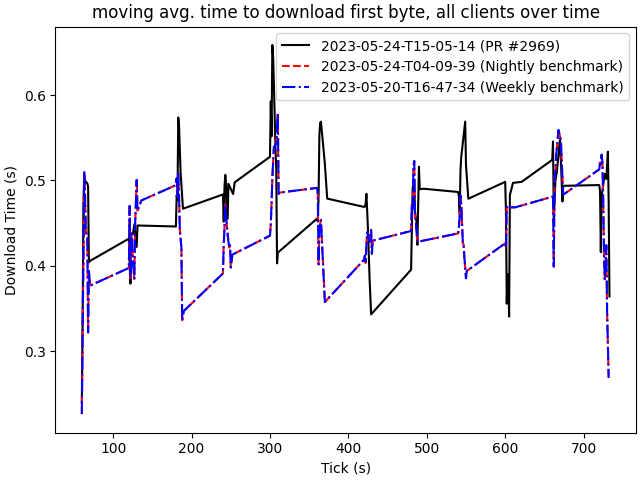 moving avg. time to download first byte, all clients over time
2023-05-24-T15-05-14 (PR #2969)
2023-05-24-T04-09-39 (Nightly benchmark)
2023-05-20-T16-47-34 (Weekly benchmark)
Download Time (s)
0.6
0.5
0.4
0.3
100 200 300 400 500 600 700
Tick (s)